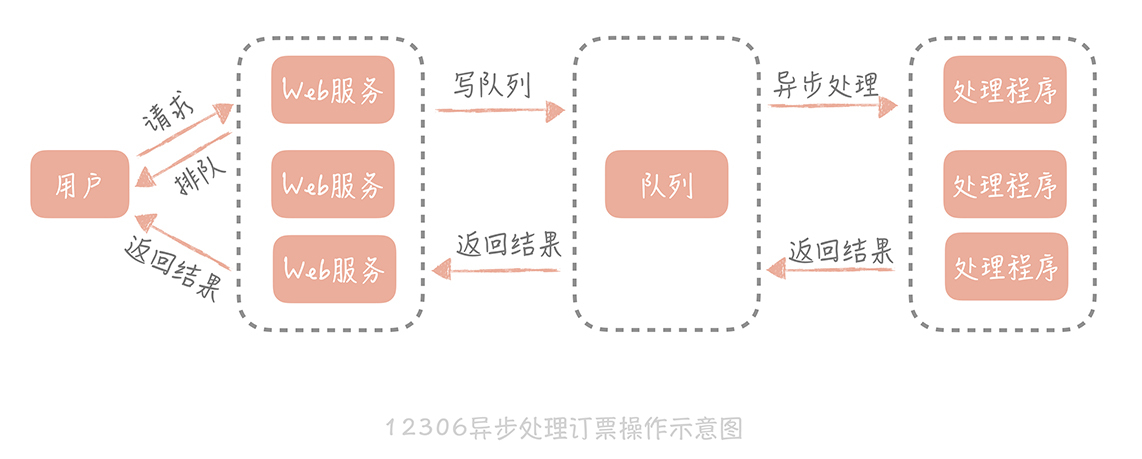 用户
请求
排队
返回结果
Web服务
Web服务
Web服务
写队列
返回结果
队列
异步处理
返回结果
处理程序
处理程序
处理程序
12306异步处理订票操作示意图